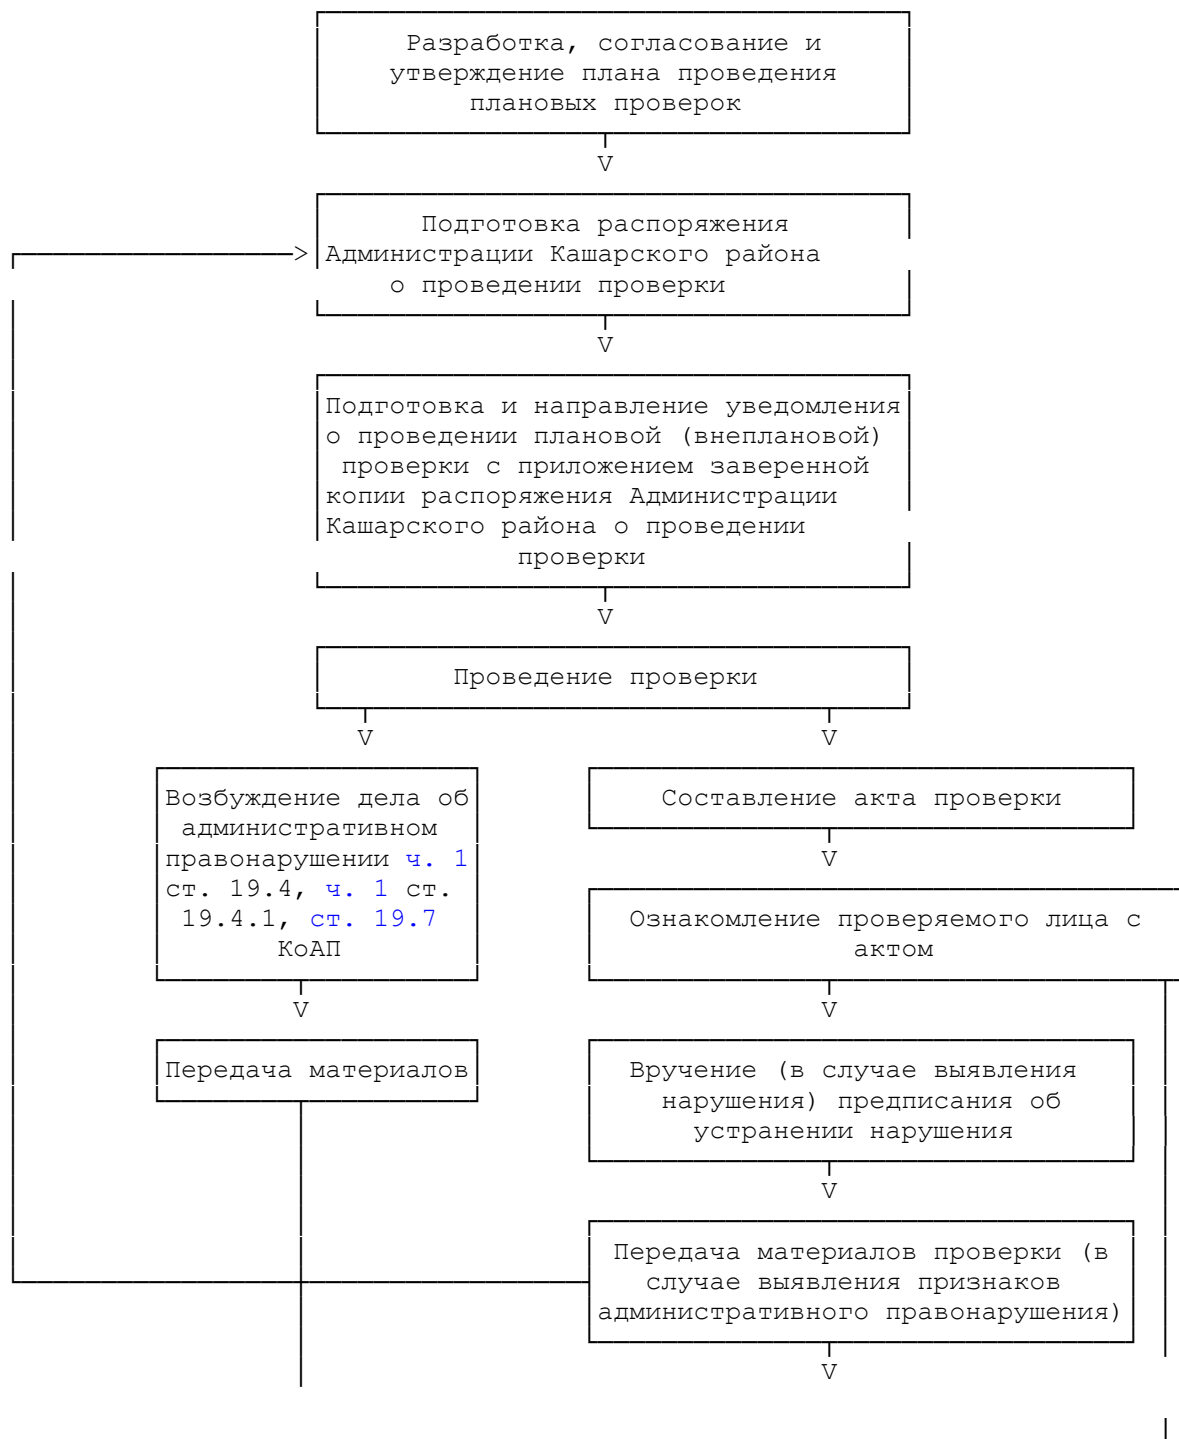 Разработка, согласование и
утверждение плана проведения
плановых проверок
V
Подготовка распоряжения
> Администрации Кашарского района
о проведении проверки
V
Подготовка и направление уведомления
о проведении плановой (внеплановой)
проверки с приложением заверенной
копии распоряжения Администрации
Кашарского района о проведении
проверки
V
Проведение проверки
V V
Возбуждение дела об
административном
правонарушении ч. 1
ст. 19.4, ч. 1 ст.
19.4.1, ст. 19.7
КоАП
V
Передача материалов
Составление акта проверки
V
Ознакомление проверяемого лица с
актом
V
Вручение (в случае выявления
нарушения) предписания об
устранении нарушения
V
Передача материалов проверки (в
случае выявления признаков
административного правонарушения)
V